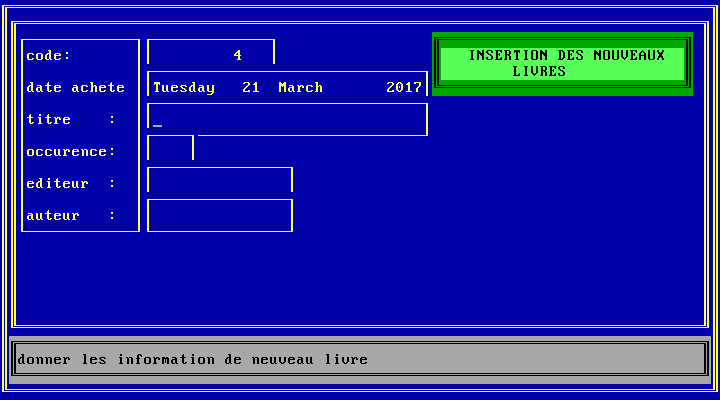 code: 4
INSERTION DES NOUVEAUX
LIVRES
date achete Tuesday 21 March 2017
titre : _
occurence:
editeur :
auteur :
donner les information de neuveau livre